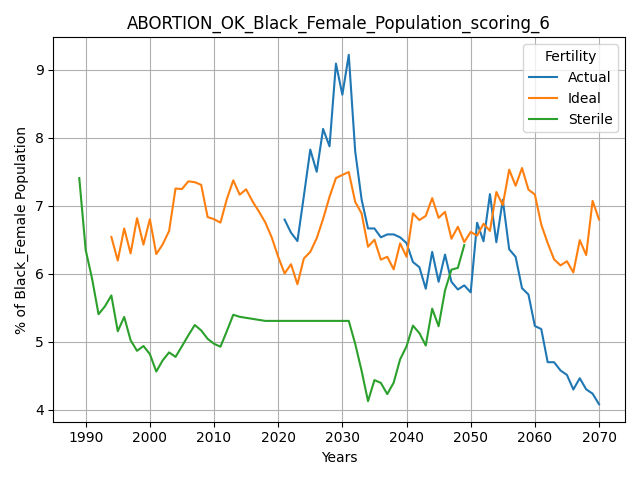 ABORTION_OK_Black_Female_Population_scoring_6
% of Black_Female Population
9
8
7
6
5
4
Fertility
Actual
Ideal
Sterile
1990 2000 2010 2020 2030 2040 2050 2060 2070
Years